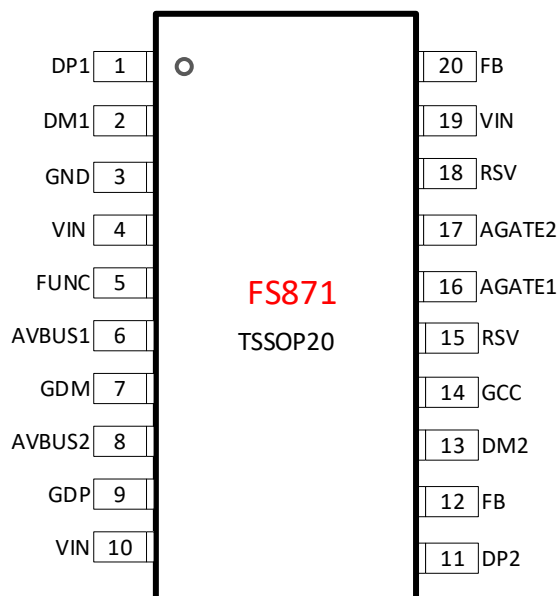 DP1 1 20 FB
DM1 2 19 VIN
GND 3 18 RSV
VIN 4 17 AGATE2
FUNC 5 16 AGATE1
FS871
AVBUS1 6 15 RSV
TSSOP20
GDM 7 14 GCC
AVBUS2 8 13 DM2
GDP 9 12 FB
VIN 10 11 DP2